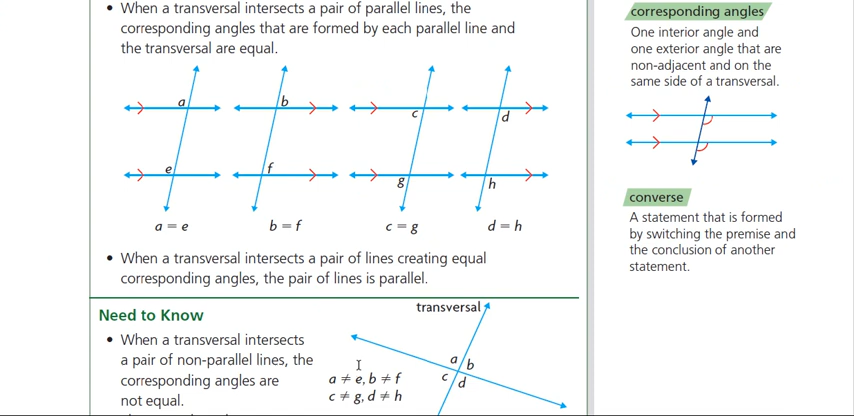 • When a transversal intersects a pair of parallel lines, the
corresponding angles that are formed by each parallel line and
the transversal are equal.
a
b
c
d
e
f
g
h
a = e
b = f
c = g
d = h
• When a transversal intersects a pair of lines creating equal
corresponding angles, the pair of lines is parallel.
Need to Know
• When a transversal intersects
a pair of non-parallel lines, the
corresponding angles are
not equal.
a ≠ e, b ≠ f
c ≠ g, d ≠ h
transversal
a b
c d
corresponding angles
One interior angle and
one exterior angle that are
non-adjacent and on the
same side of a transversal.
converse
A statement that is formed
by switching the premise and
the conclusion of another
statement.